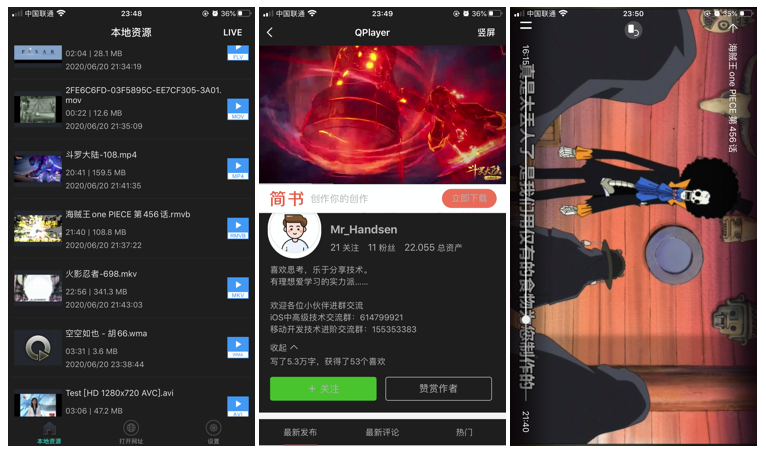 中国联通
23:48
36%
本地资源
LIVE
02:04 | 28.1 MB
2020/06/20 21:34:19
FLV
2FE6C6FD-03F5895C-EE7CF305-3A01.
mov
00:22 | 12.6 MB
2020/06/20 21:35:09
MOV
斗罗大陆-108.mp4
20:41 | 159.5 MB
2020/06/20 21:41:35
MP4
海贼王 one PIECE 第 456 话.rmvb
21:40 | 108.8 MB
2020/06/20 21:37:22
RMVB
火影忍者-698.mkv
22:56 | 341.3 MB
2020/06/20 21:43:03
MKV
空空如也 - 胡 66.wma
03:31 | 3.6 MB
2020/06/20 23:38:44
WMA
Test [HD 1280x720 AVC].avi
03:06 | 47.2 MB
AVI
本地资源
打开网址
设置
中国联通
23:49
36%
QPlayer
竖屏
斗罗大陆
简书
创作你的创作
立即下载
Mr_Handsen
21 关注 11 粉丝 22.055 总资产
喜欢思考，乐于分享技术。
有理想爱学习的实力派......
欢迎各位小伙伴进群交流
iOS中高级技术交流群：614799921
移动开发技术进阶交流群：155353383
收起
写了5.3万字，获得了53个喜欢
+ 关注
赞赏作者
最新发布
最新评论
热门
中国联通
23:50
35%
海贼王 one PIECE 第 456 话
16:15
真是太丢人了 是我们用仅有的食物为您制作的
21:40